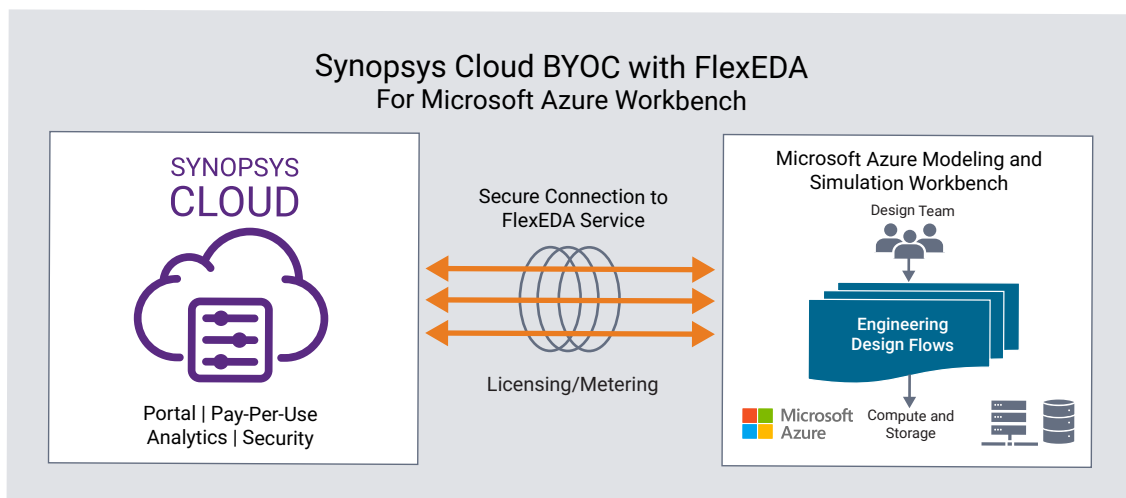 Synopsys Cloud BYOC with FlexEDA
For Microsoft Azure Workbench
SYNOPSYS
CLOUD
Portal | Pay-Per-Use
Analytics | Security
Secure Connection to
FlexEDA Service
Licensing/Metering
Microsoft Azure Modeling and
Simulation Workbench
Design Team
Engineering
Design Flows
Microsoft
Azure
Compute and
Storage